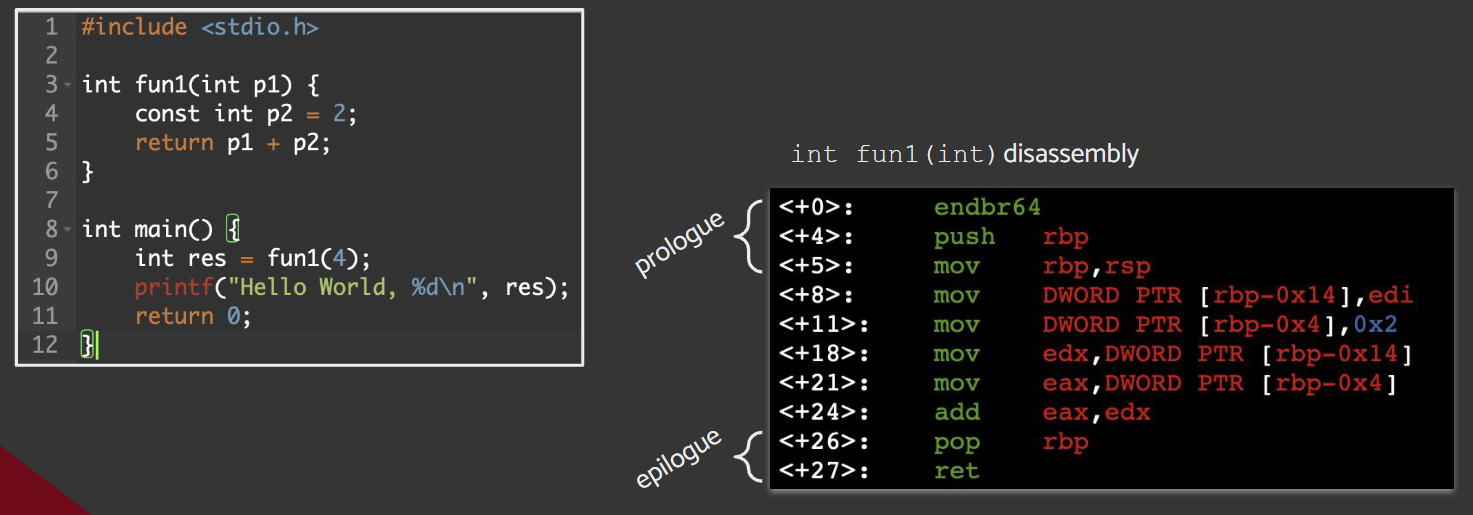 1 #include <stdio.h>
2
3 int fun1(int p1) {
4 const int p2 = 2;
5 return p1 + p2;
6 }
7
8 int main() {
9 int res = fun1(4);
10 printf("Hello World, %d\n", res);
11 return 0;
12 }
int fun1(int) disassembly
prologue
<+0>: endbr64
<+4>: push rbp
<+5>: mov rbp,rsp
<+8>: mov DWORD PTR [rbp-0x14],edi
<+11>: mov DWORD PTR [rbp-0x4],0x2
<+18>: mov edx,DWORD PTR [rbp-0x14]
<+21>: mov eax,DWORD PTR [rbp-0x4]
<+24>: add eax,edx
epilogue
<+26>: pop rbp
<+27>: ret